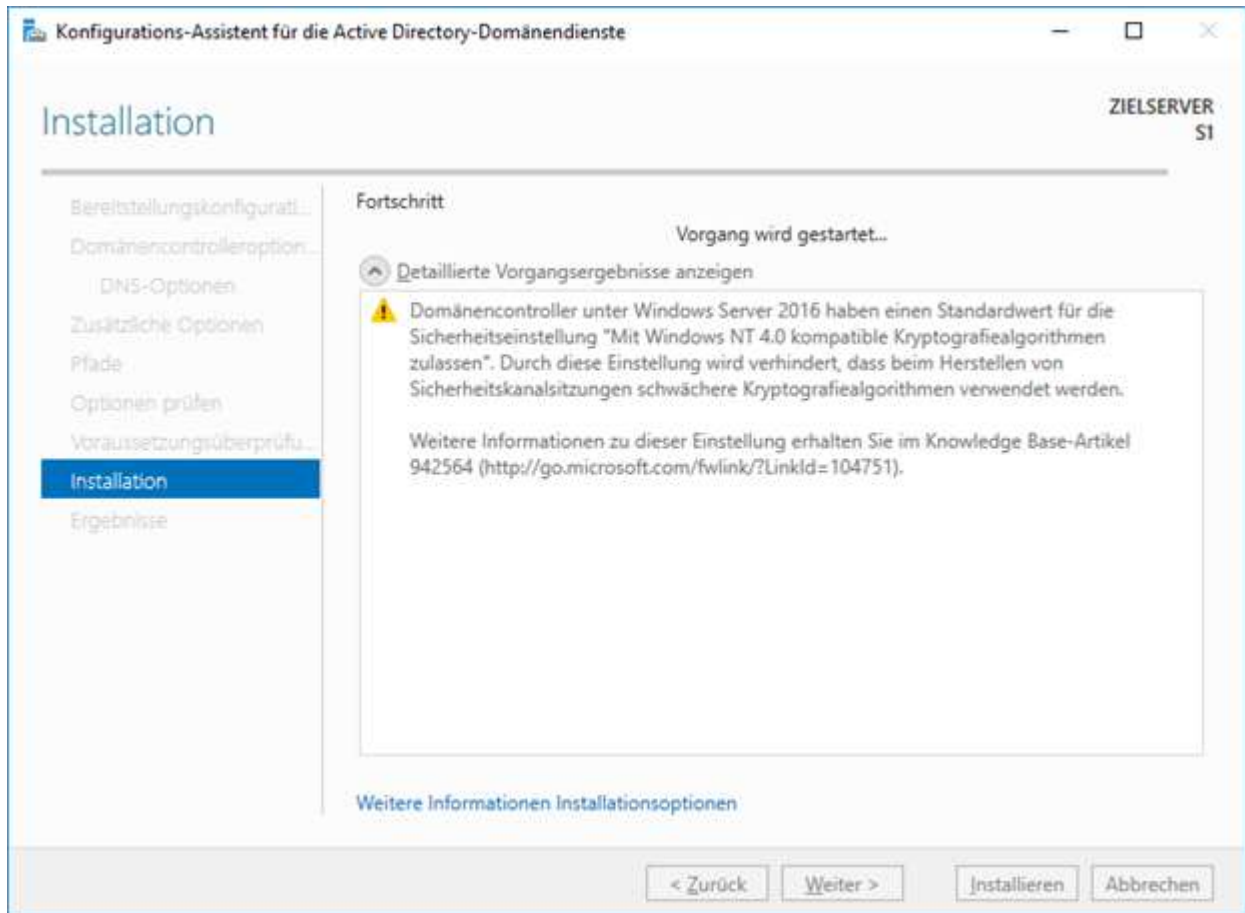 Konfigurations-Assistent für die Active Directory-Domänendienste
Installation
ZIELSERVER
S1
Bereitstellungskonfigurati...
Domänencontrolleroption...
DNS-Optionen
Zusätzliche Optionen
Pfade
Optionen prüfen
Voraussetzungsüberprüfu...
Installation
Ergebnisse
Fortschritt
Vorgang wird gestartet...
Detaillierte Vorgangsergebnisse anzeigen
Domänencontroller unter Windows Server 2016 haben einen Standardwert für die
Sicherheitseinstellung "Mit Windows NT 4.0 kompatible Kryptografiealgorithmen
zulassen". Durch diese Einstellung wird verhindert, dass beim Herstellen von
Sicherheitskanalsitzungen schwächere Kryptografiealgorithmen verwendet werden.
Weitere Informationen zu dieser Einstellung erhalten Sie im Knowledge Base-Artikel
942564 (http://go.microsoft.com/fwlink/?LinkId=104751).
Weitere Informationen Installationsoptionen
< Zurück
Weiter >
Installieren
Abbrechen